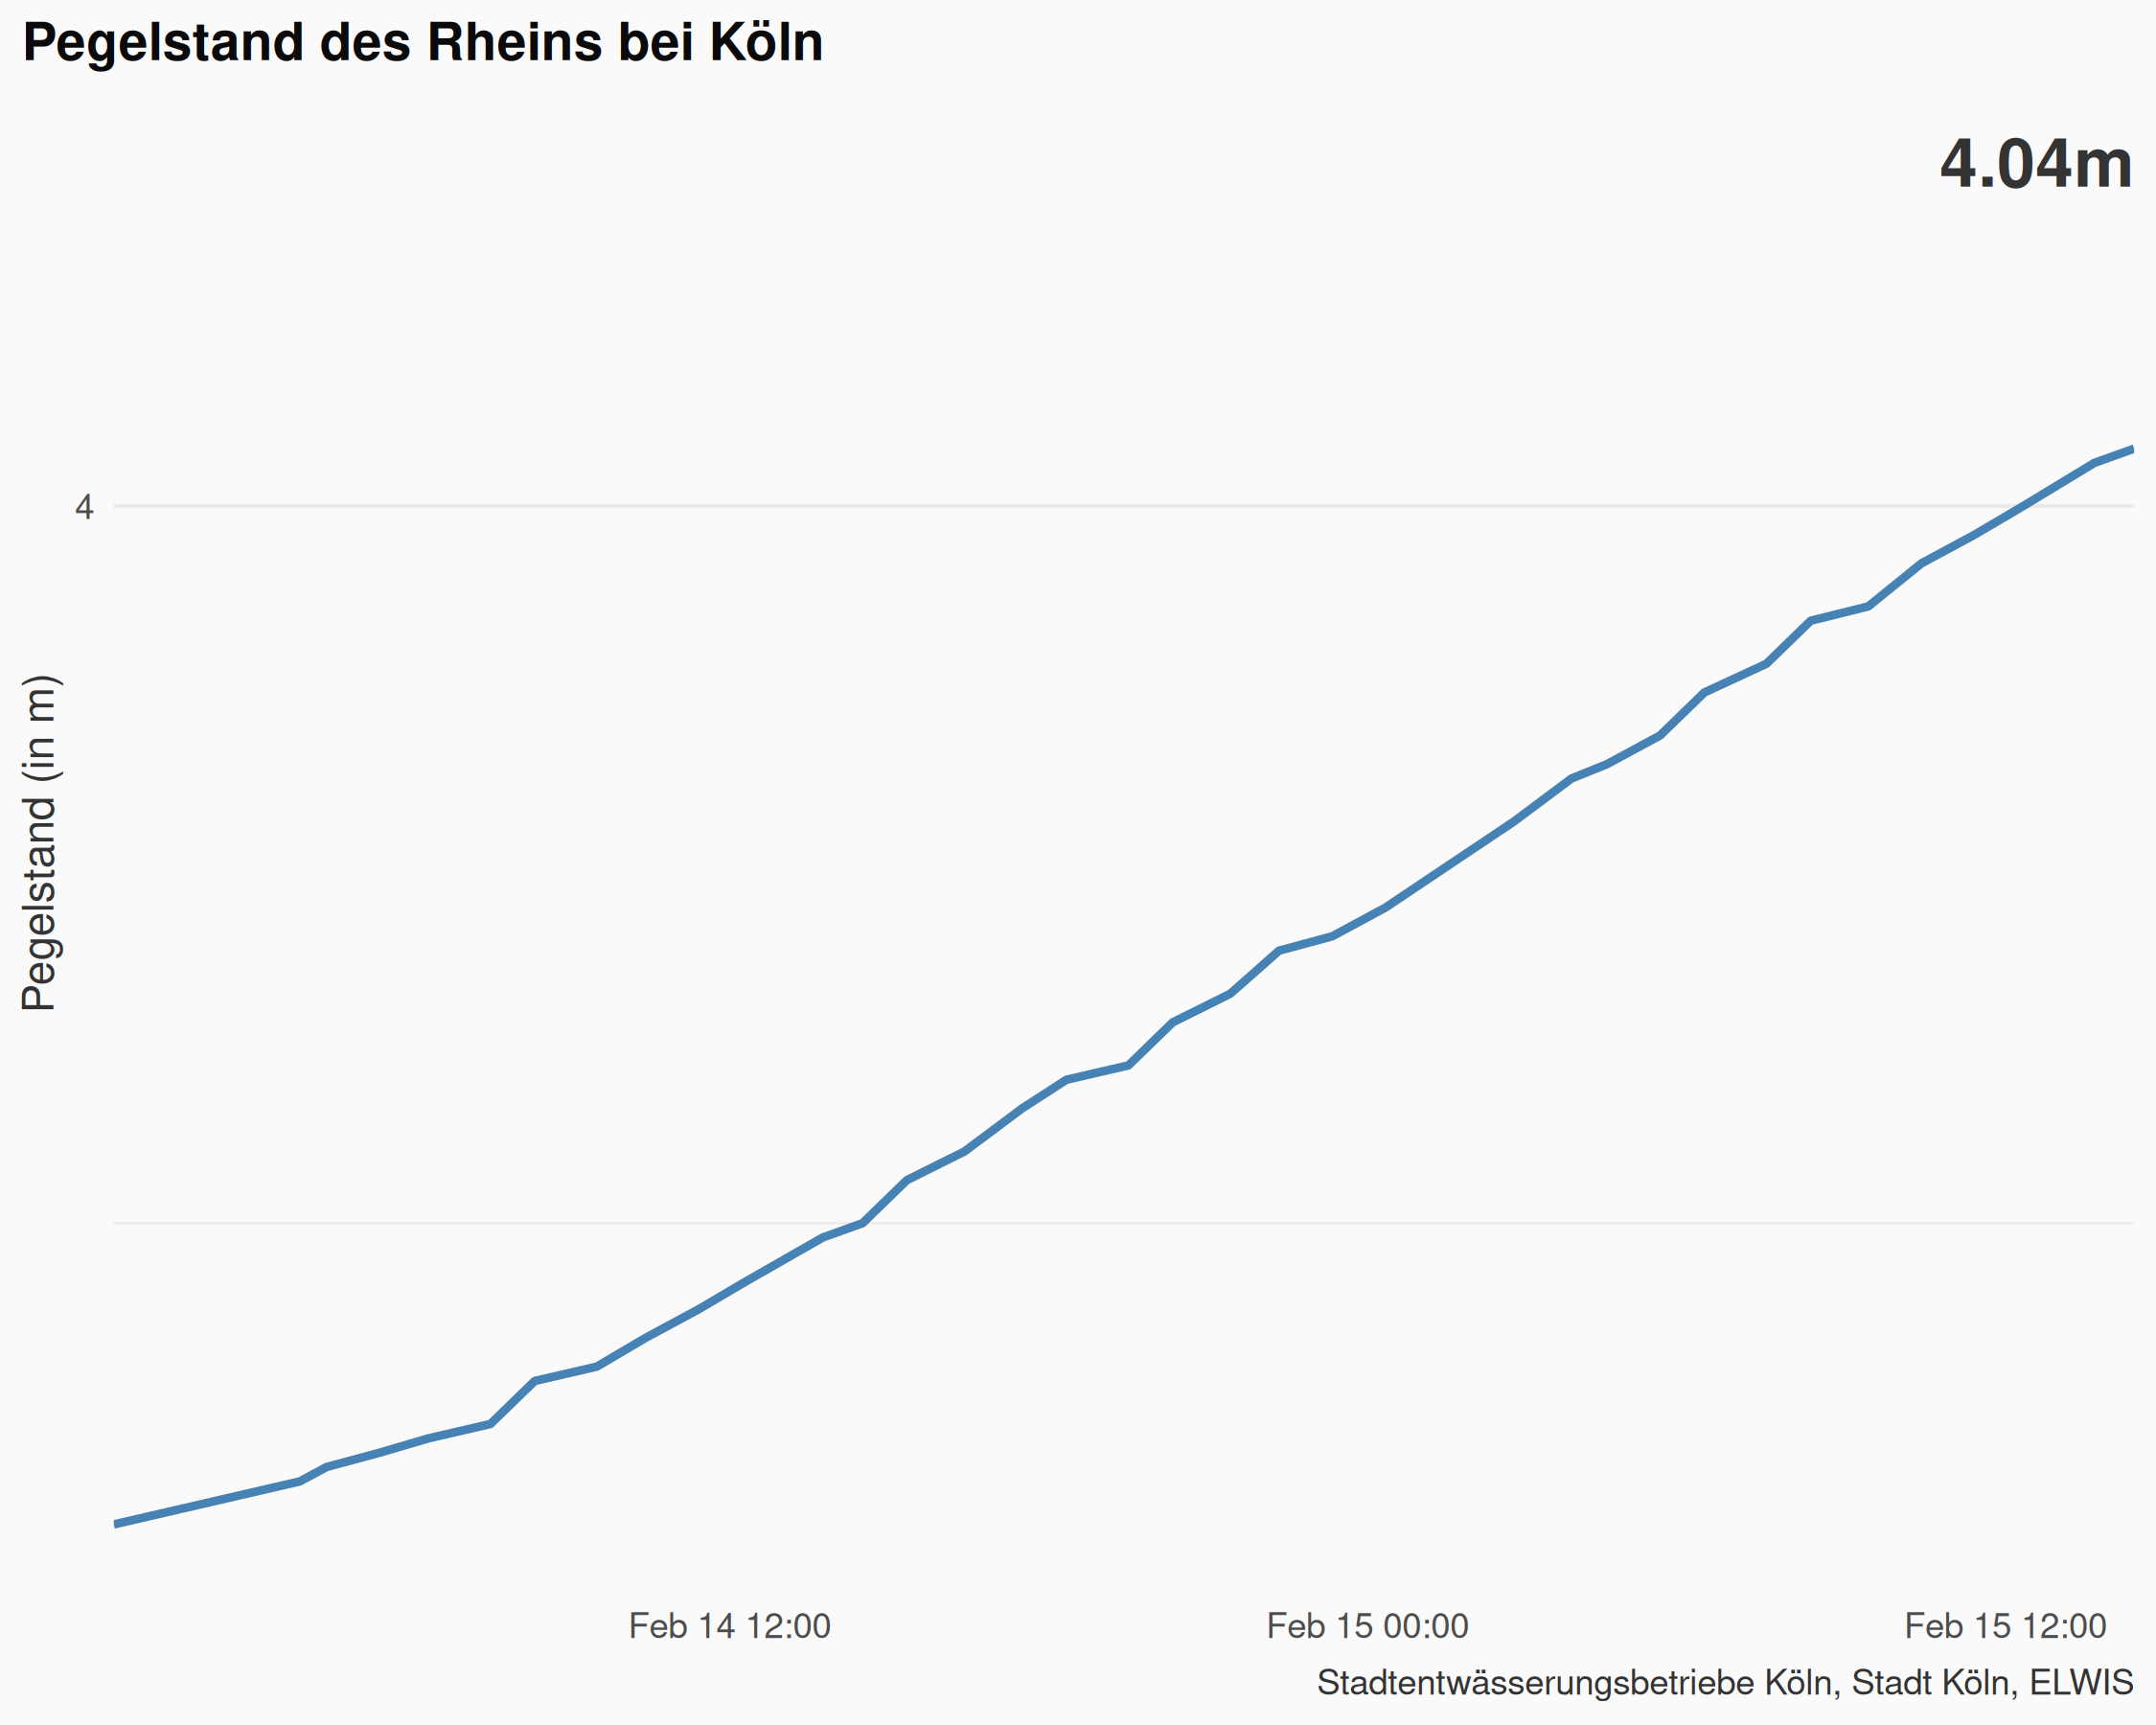 Pegelstand des Rheins bei Köln
4.04m
4
Pegelstand (in m)
Feb 14 12:00
Feb 15 00:00
Feb 15 12:00
Stadtentwässerungsbetriebe Köln, Stadt Köln, ELWIS